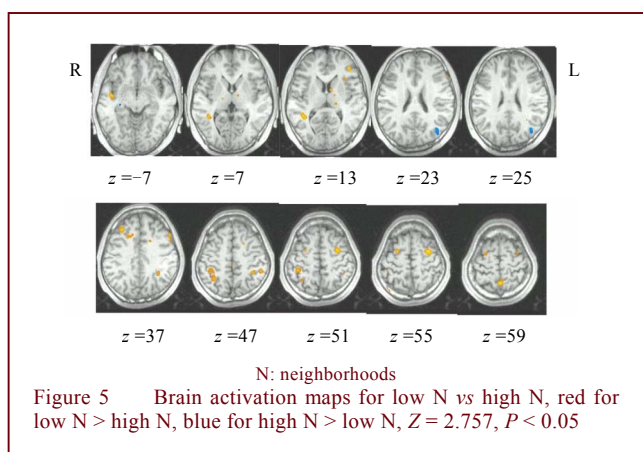 R L
z =−7 z =7 z =13 z =23 z =25
z =37 z =47 z =51 z =55 z =59
N: neighborhoods
Figure 5 Brain activation maps for low N vs high N, red for
low N > high N, blue for high N > low N, Z = 2.757, P < 0.05